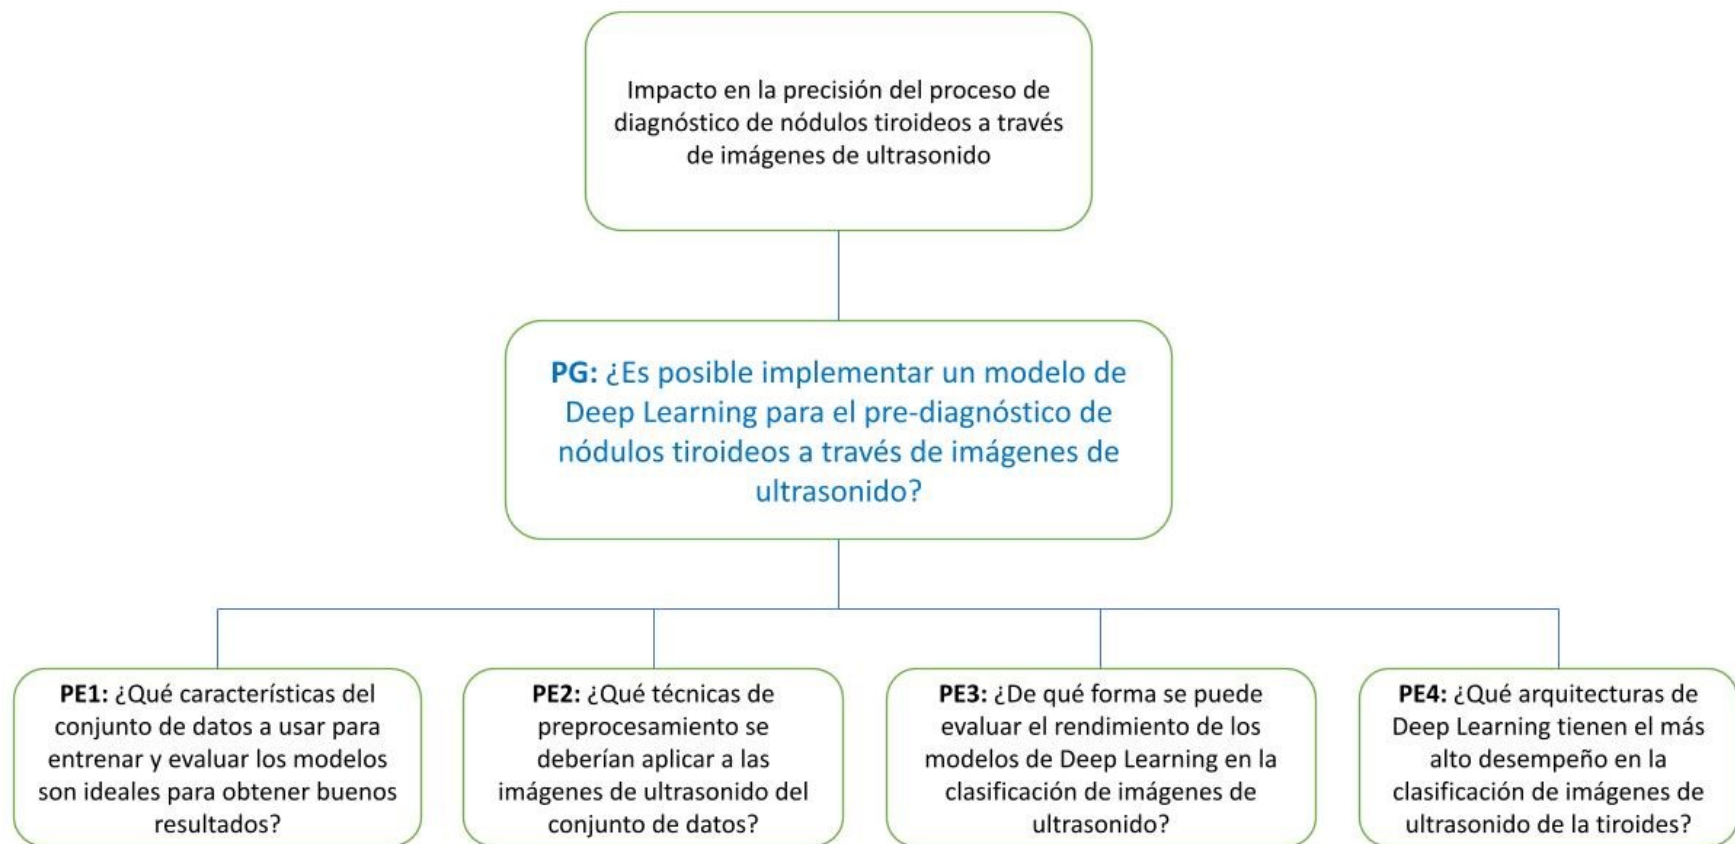 Impacto en la precisión del proceso de
diagnóstico de nódulos tiroideos a través
de imágenes de ultrasonido
PG: ¿Es posible implementar un modelo de
Deep Learning para el pre-diagnóstico de
nódulos tiroideos a través de imágenes de
ultrasonido?
PE1: ¿Qué características del
conjunto de datos a usar para
entrenar y evaluar los modelos
son ideales para obtener buenos
resultados?
PE2: ¿Qué técnicas de
preprocesamiento se
deberían aplicar a las
imágenes de ultrasonido del
conjunto de datos?
PE3: ¿De qué forma se puede
evaluar el rendimiento de los
modelos de Deep Learning en la
clasificación de imágenes de
ultrasonido?
PE4: ¿Qué arquitecturas de
Deep Learning tienen el más
alto desempeño en la
clasificación de imágenes de
ultrasonido de la tiroides?